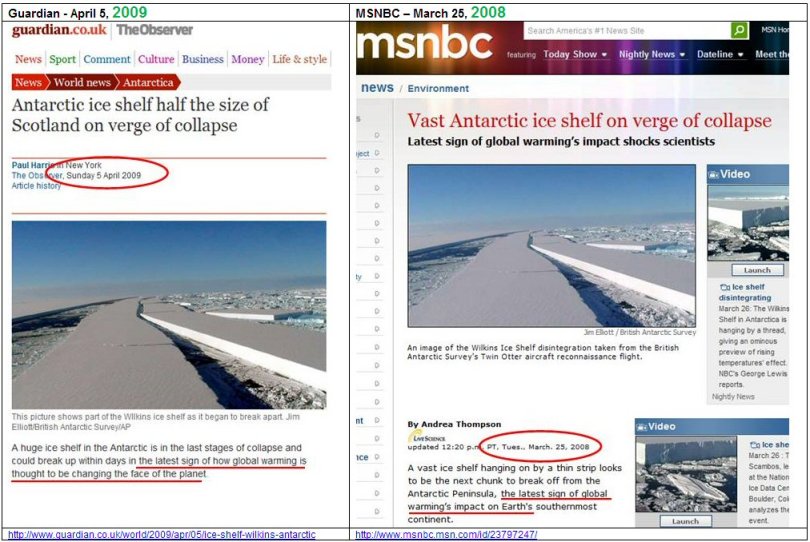 Guardian - April 5, 2009
guardian.co.uk | TheObserver
News | Sport | Comment | Culture | Business | Money | Life & style
News World news Antarctica
Antarctic ice shelf half the size of
Scotland on verge of collapse
Paul Harris in New York
The Observer, Sunday 5 April 2009
Article history
This picture shows part of the Wilkins ice shelf as it began to break apart. Jim
Elliott/British Antarctic Survey/AP
A huge ice shelf in the Antarctic is in the last stages of collapse and
could break up within days in the latest sign of how global warming is
thought to be changing the face of the planet.
http://www.guardian.co.uk/world/2009/apr/05/ice-shelf-wilkins-antarctic
MSNBC – March 25, 2008
msnbc
Search America's #1 News Site
MSN Ho
featuring Today Show Nightly News Dateline Meet the
news / Environment
Vast Antarctic ice shelf on verge of collapse
Latest sign of global warming's impact shocks scientists
Jim Elliott / British Antarctic Survey
An image of the Wilkins Ice Shelf disintegration taken from the British
Antarctic Survey's Twin Otter aircraft reconnaissance flight.
By Andrea Thompson
LiveScience
updated 12:20 p.m. PT, Tues., March. 25, 2008
A vast ice shelf hanging on by a thin strip looks
to be the next chunk to break off from the
Antarctic Peninsula, the latest sign of global
warming's impact on Earth's southernmost
continent.
Video
Launch
Ice shelf
disintegrating
March 26: The Wilkins
Shelf in Antarctica is
hanging by a thread,
giving an ominous
preview of rising
temperatures' effect.
NBC's George Lewis
reports.
Nightly News
Video
Ice she
March 26 : T
Scambos, le
at the Nation
Ice Data Cen
Boulder, Col
analyzes the
event.
Launch
http://www.msnbc.msn.com/id/23797247/